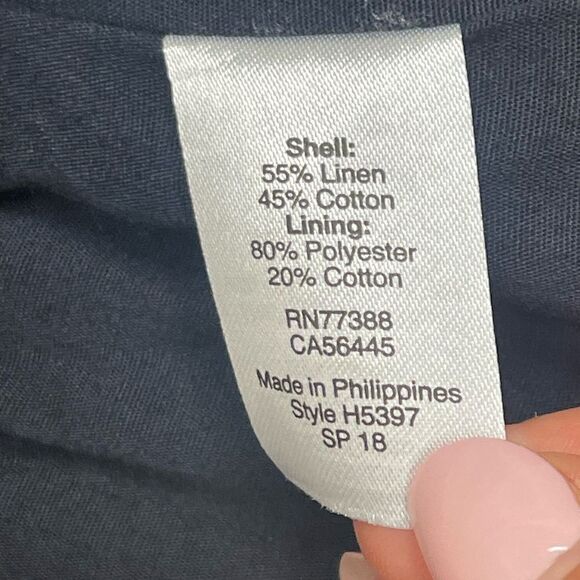 Shell:
55% Linen
45% Cotton
Lining:
80% Polyester
20% Cotton
RN77388
CA56445
Made in Philippines
Style H5397
SP 18